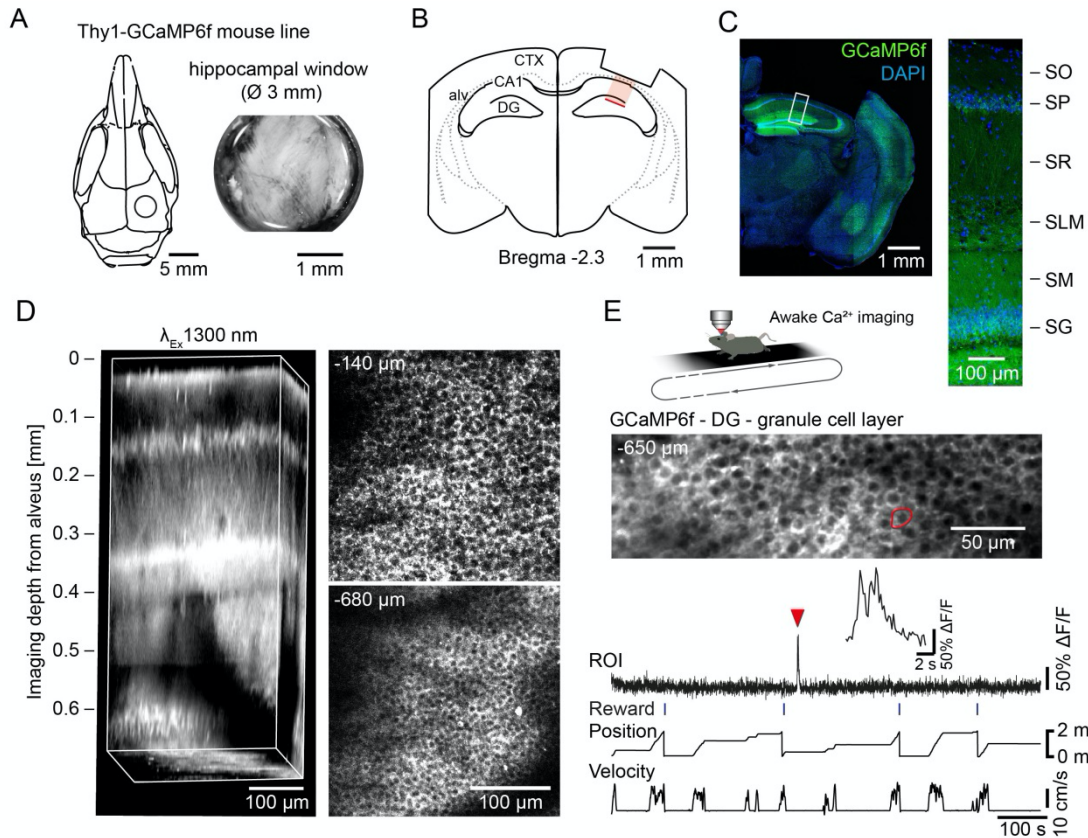 A
Thy1-GCaMP6f mouse line
hippocampal window
(Ø 3 mm)
5 mm
1 mm
B
CTX
CA1
alv.
DG
Bregma -2.3
1 mm
C
GCaMP6f
DAPI
1 mm
SO
SP
SR
SLM
SM
SG
100 µm
D
λEx 1300 nm
Imaging depth from alveus [mm]
0
0.1
0.2
0.3
0.4
0.5
0.6
100 µm
-140 µm
-680 µm
100 µm
E
Awake Ca²⁺ imaging
GCaMP6f - DG - granule cell layer
-650 µm
50 µm
2 s
50% ΔF/F
ROI
50% ΔF/F
Reward
Position
2 m
0 m
Velocity
10 cm/s
100 s